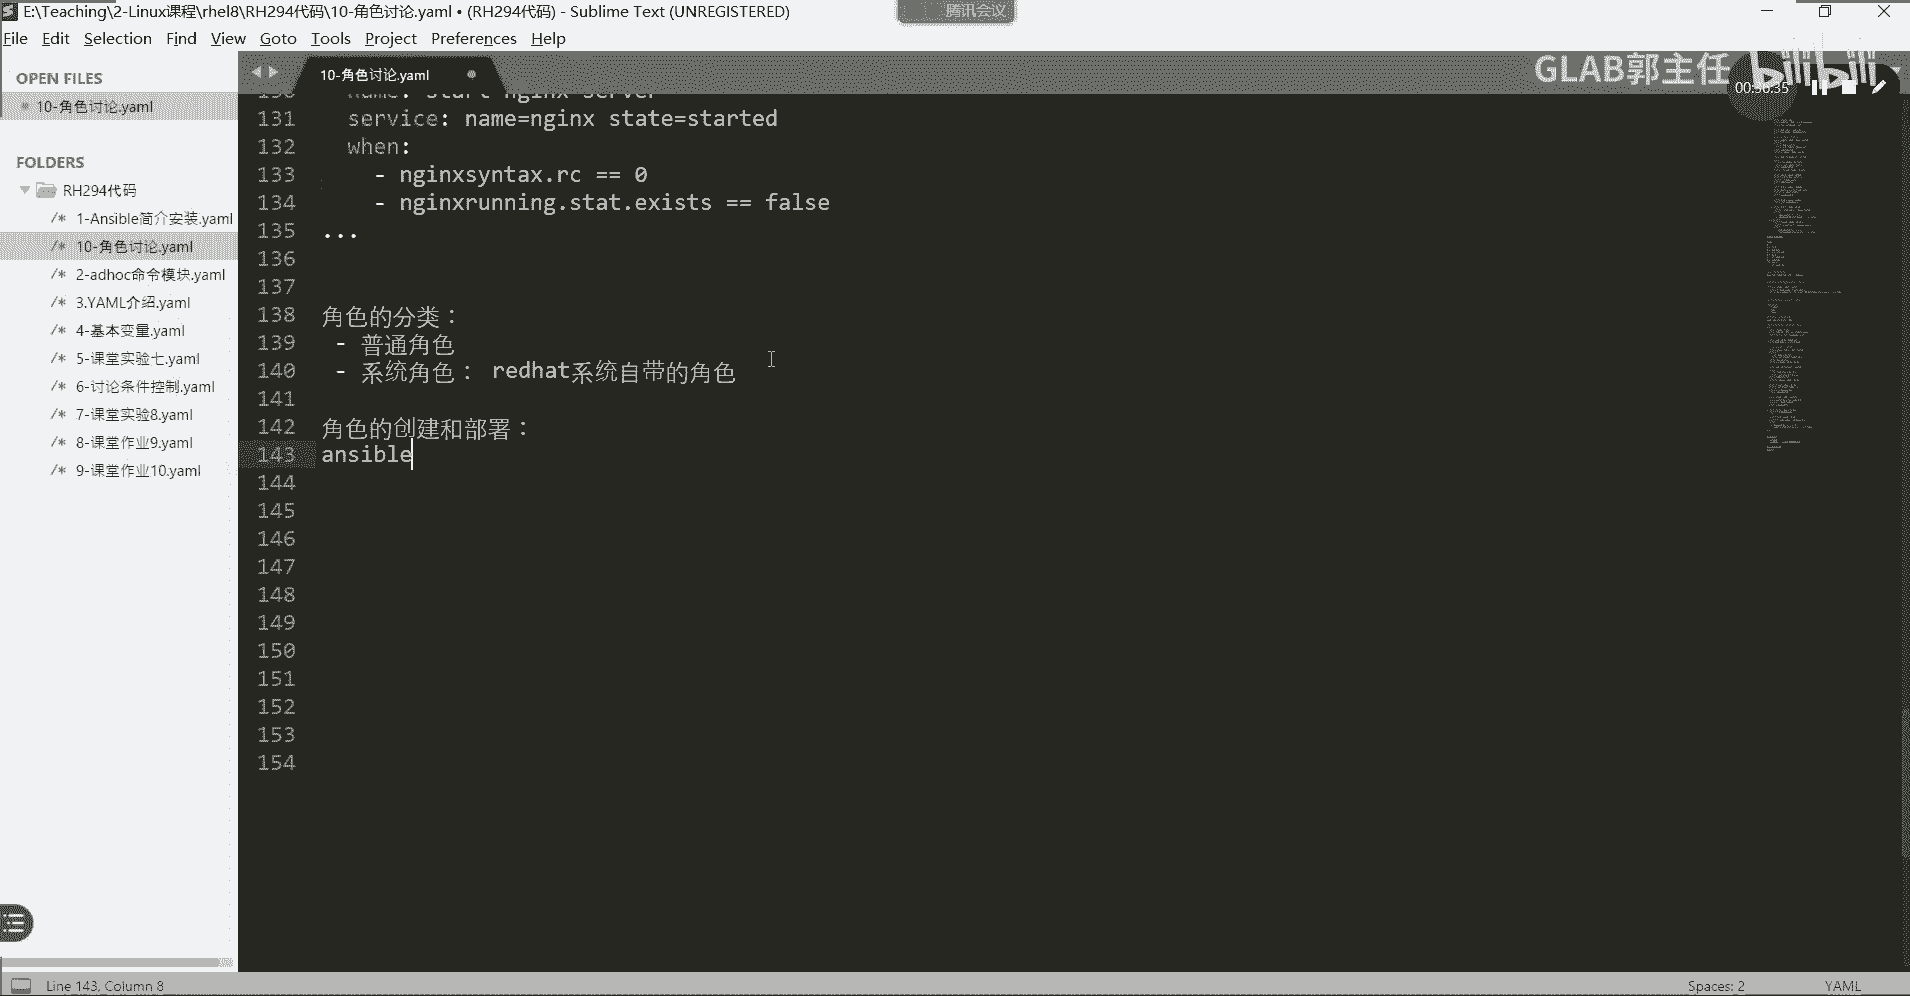 E:\Teaching\2-Linux课程\rhel8\RH294代码\10-角色讨论.yaml • (RH294代码) - Sublime Text (UNREGISTERED)
腾讯会议
File Edit Selection Find View Goto Tools Project Preferences Help
GLAB郭主任 bilibili
00:36:35
OPEN FILES
10-角色讨论.yaml
FOLDERS
RH294代码
/* 1-Ansible简介安装.yaml
/* 10-角色讨论.yaml
/* 2-adhoc命令模块.yaml
/* 3.YAML介绍.yaml
/* 4-基本变量.yaml
/* 5-课堂实验七.yaml
/* 6-讨论条件控制.yaml
/* 7-课堂实验8.yaml
/* 8-课堂作业9.yaml
/* 9-课堂作业10.yaml
10-角色讨论.yaml
130 name: start nginx server
131 service: name=nginx state=started
132 when:
133 - nginxsyntax.rc == 0
134 - nginxrunning.stat.exists == false
135 ...
136
137
138 角色的分类：
139 - 普通角色
140 - 系统角色： redhat系统自带的角色
141
142 角色的创建和部署：
143 ansible
144
145
146
147
148
149
150
151
152
153
154
Line 143, Column 8
Spaces: 2
YAML